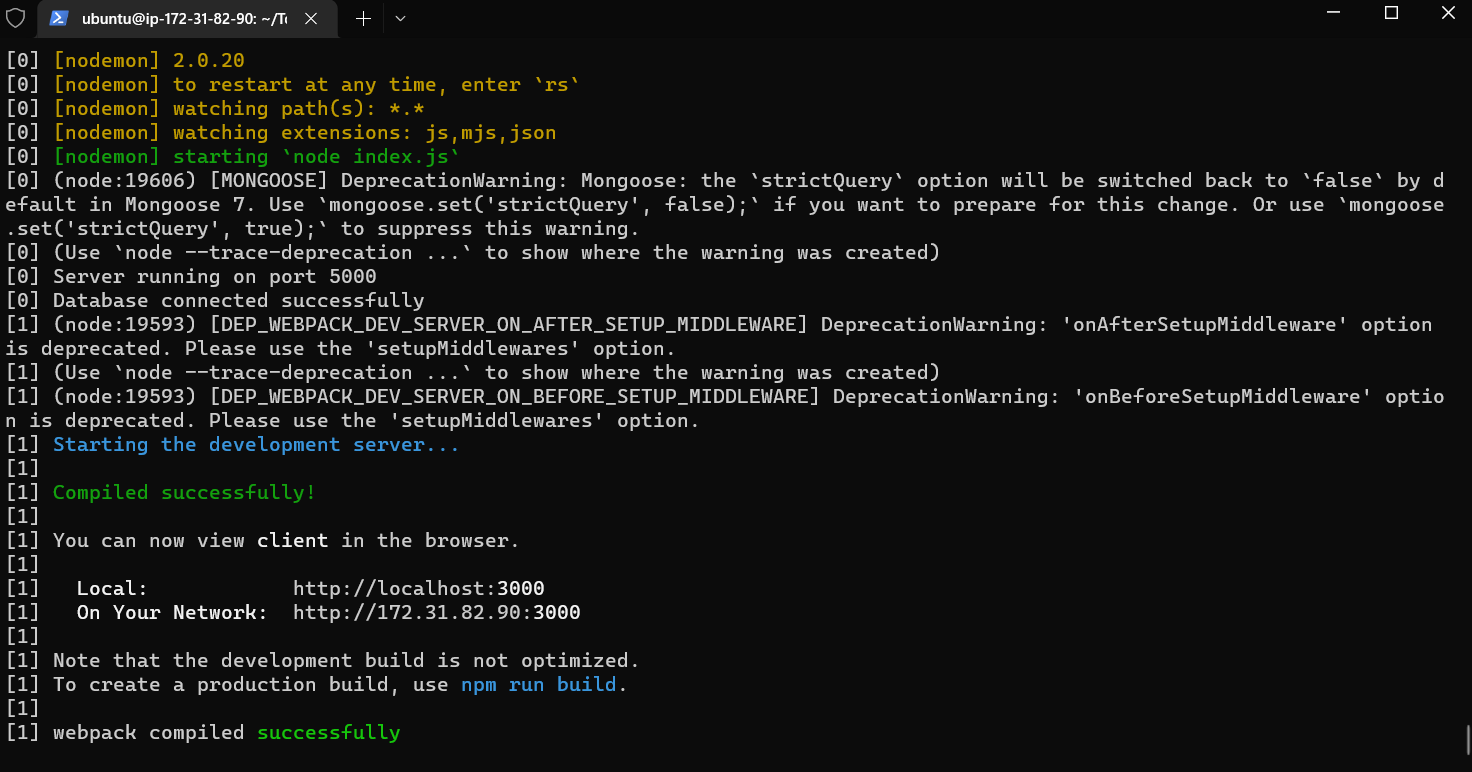 ubuntu@ip-172-31-82-90: ~/To
[0] [nodemon] 2.0.20
[0] [nodemon] to restart at any time, enter `rs`
[0] [nodemon] watching path(s): *.*
[0] [nodemon] watching extensions: js,mjs,json
[0] [nodemon] starting `node index.js`
[0] (node:19606) [MONGOOSE] DeprecationWarning: Mongoose: the `strictQuery` option will be switched back to `false` by d
efault in Mongoose 7. Use `mongoose.set('strictQuery', false);` if you want to prepare for this change. Or use `mongoose
.set('strictQuery', true);` to suppress this warning.
[0] (Use `node --trace-deprecation ...` to show where the warning was created)
[0] Server running on port 5000
[0] Database connected successfully
[1] (node:19593) [DEP_WEBPACK_DEV_SERVER_ON_AFTER_SETUP_MIDDLEWARE] DeprecationWarning: 'onAfterSetupMiddleware' option
is deprecated. Please use the 'setupMiddlewares' option.
[1] (Use `node --trace-deprecation ...` to show where the warning was created)
[1] (node:19593) [DEP_WEBPACK_DEV_SERVER_ON_BEFORE_SETUP_MIDDLEWARE] DeprecationWarning: 'onBeforeSetupMiddleware' optio
n is deprecated. Please use the 'setupMiddlewares' option.
[1] Starting the development server...
[1]
[1] Compiled successfully!
[1]
[1] You can now view client in the browser.
[1]
[1]   Local:            http://localhost:3000
[1]   On Your Network:  http://172.31.82.90:3000
[1]
[1] Note that the development build is not optimized.
[1] To create a production build, use npm run build.
[1]
[1] webpack compiled successfully